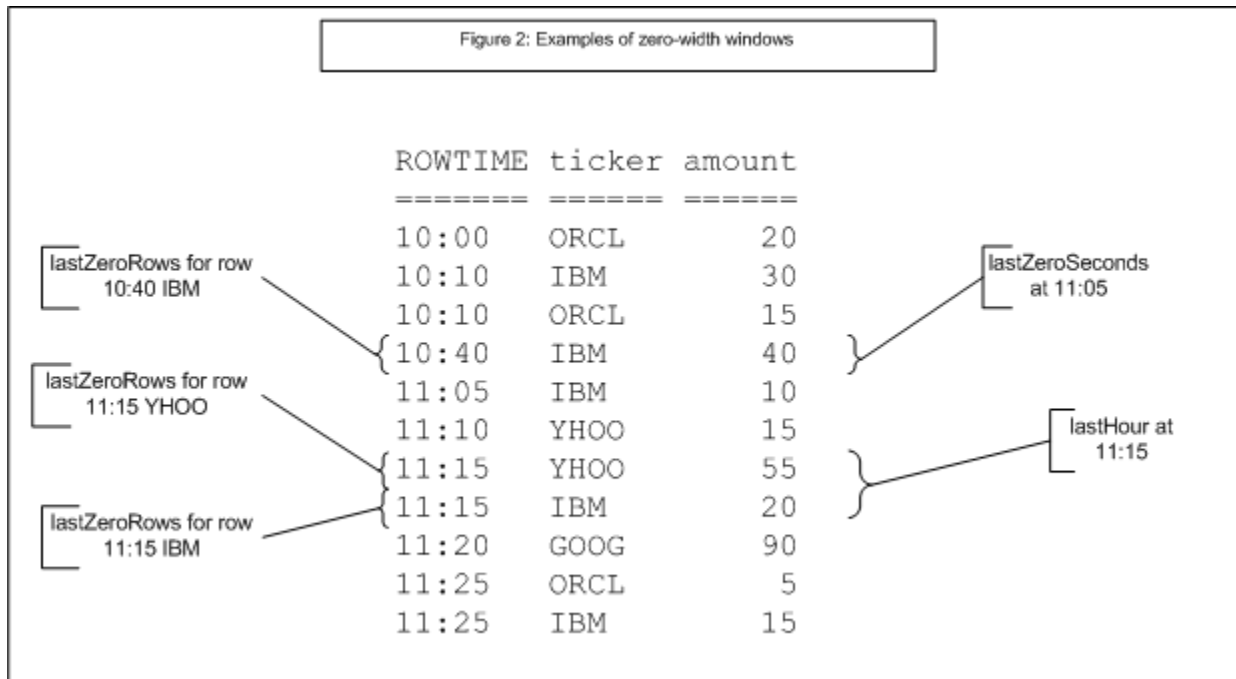 Figure 2: Examples of zero-width windows
ROWTIME ticker amount
======= ====== ======
10:00 ORCL 20
10:10 IBM 30
10:10 ORCL 15
10:40 IBM 40
11:05 IBM 10
11:10 YHOO 15
11:15 YHOO 55
11:15 IBM 20
11:20 GOOG 90
11:25 ORCL 5
11:25 IBM 15
lastZeroRows for row
10:40 IBM
lastZeroRows for row
11:15 YHOO
lastZeroRows for row
11:15 IBM
lastZeroSeconds
at 11:05
lastHour at
11:15